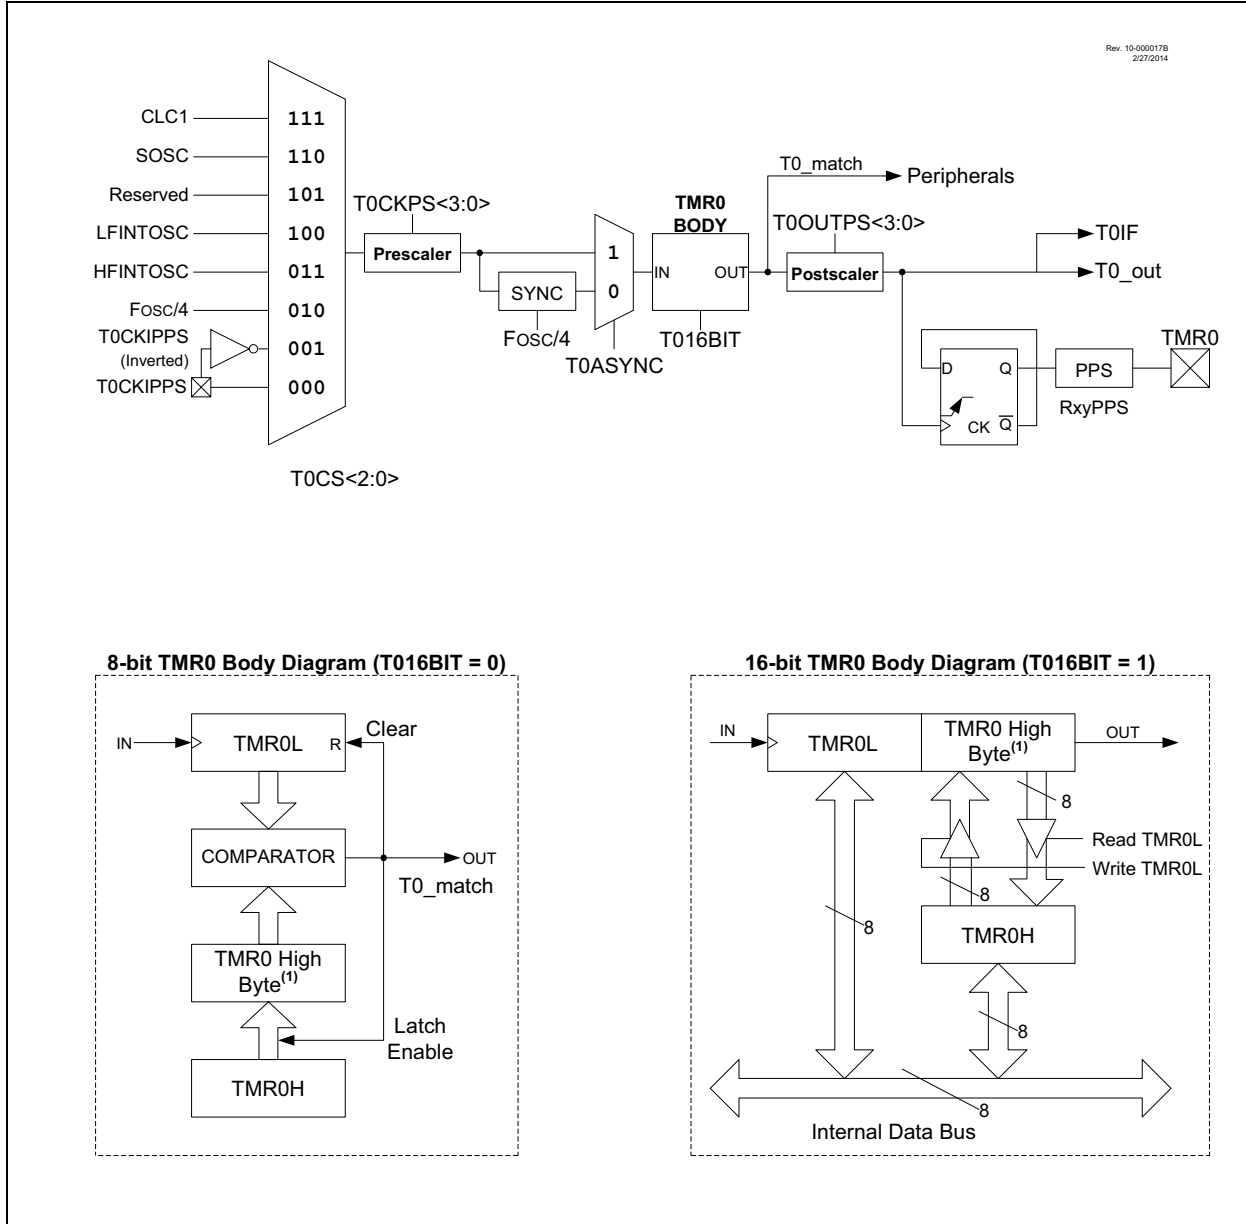 Rev. 10-000017B
2/27/2014
CLC1
111
SOSC
110
Reserved
101
LFINTOSC
100
HFINTOSC
011
FOSC/4
010
T0CKIPPS
(Inverted)
001
T0CKIPPS
000
T0CS<2:0>
T0CKPS<3:0>
Prescaler
SYNC
FOSC/4
1
0
T0ASYNC
TMR0
BODY
IN
OUT
T016BIT
T0_match
Peripherals
T0OUTPS<3:0>
Postscaler
T0IF
T0_out
D
Q
CK
Q
PPS
RxyPPS
TMR0
8-bit TMR0 Body Diagram (T016BIT = 0)
IN
TMR0L
R
Clear
COMPARATOR
OUT
T0_match
TMR0 High
Byte(1)
Latch
Enable
TMR0H
16-bit TMR0 Body Diagram (T016BIT = 1)
IN
TMR0L
TMR0 High
Byte(1)
OUT
8
Read TMR0L
Write TMR0L
8
8
TMR0H
8
8
Internal Data Bus